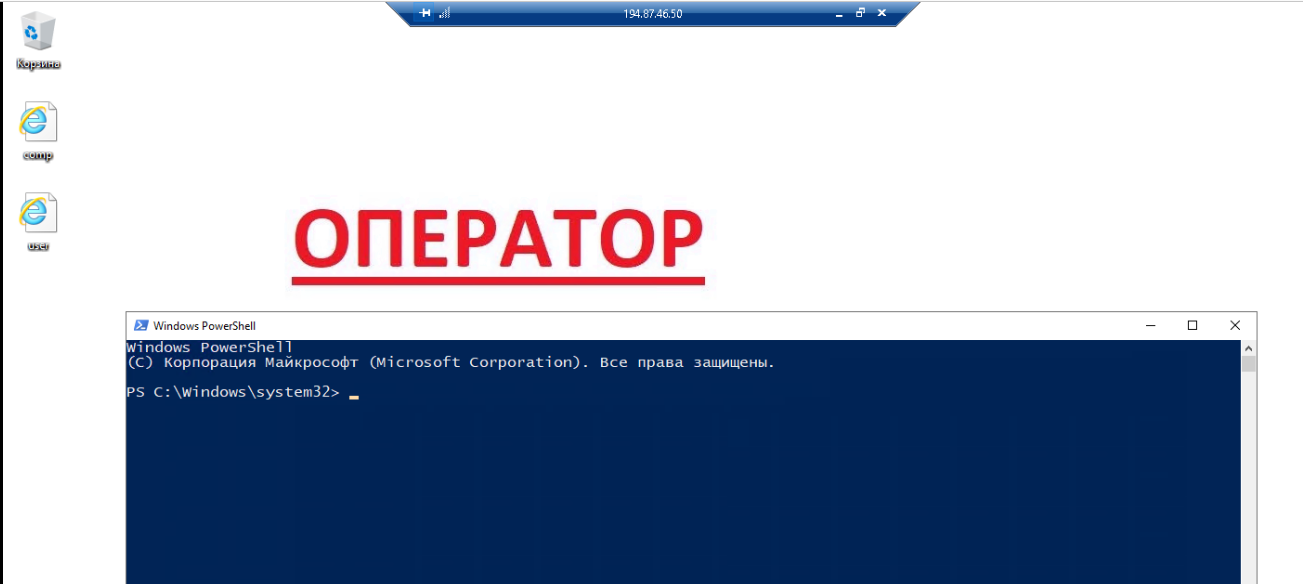 194.87.46.50
Корзина
comp
user
ОПЕРАТОР
Windows PowerShell
Windows PowerShell
(C) Корпорация Майкрософт (Microsoft Corporation). Все права защищены.
PS C:\Windows\system32>